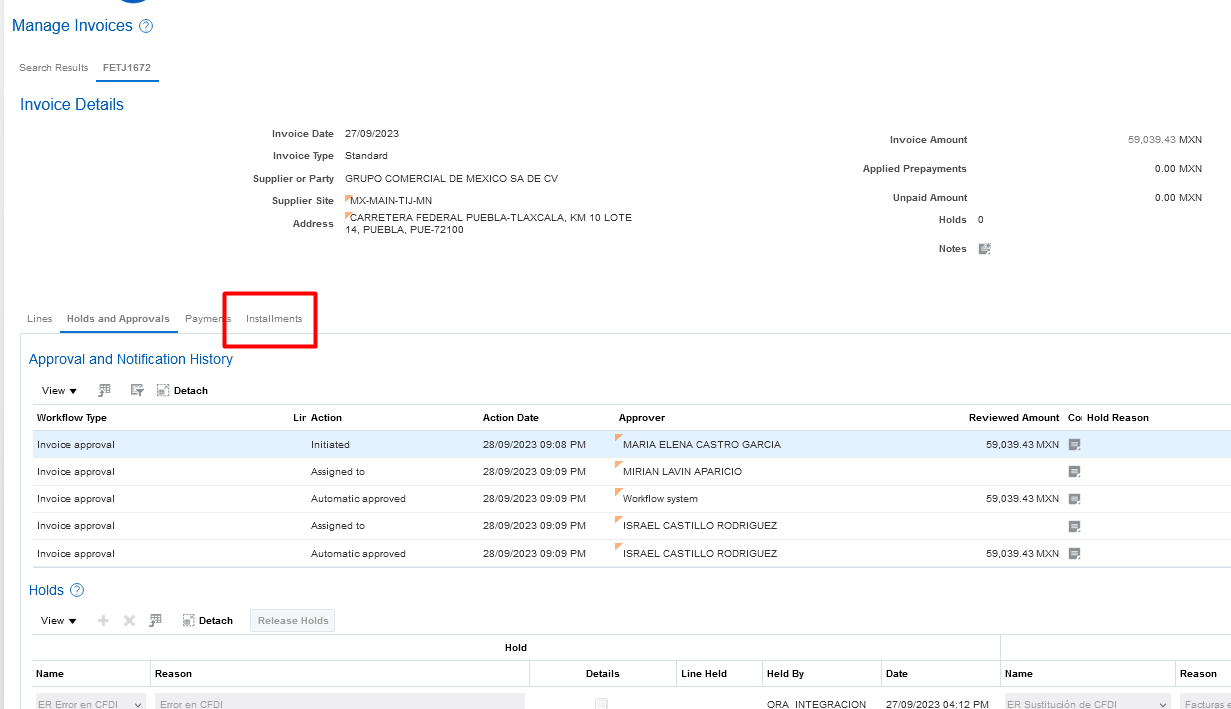 Manage Invoices ?
Search Results FETJ1672
Invoice Details
Invoice Date 27/09/2023
Invoice Type Standard
Supplier or Party GRUPO COMERCIAL DE MEXICO SA DE CV
Supplier Site MX-MAIN-TIJ-MN
Address CARRETERA FEDERAL PUEBLA-TLAXCALA, KM 10 LOTE
14, PUEBLA, PUE-72100
Invoice Amount 59,039.43 MXN
Applied Prepayments 0.00 MXN
Unpaid Amount 0.00 MXN
Holds 0
Notes
Lines Holds and Approvals Payments Installments
Approval and Notification History
View Detach
Workflow Type Lir Action Action Date Approver Reviewed Amount Co Hold Reason
Invoice approval Initiated 28/09/2023 09:08 PM MARIA ELENA CASTRO GARCIA 59,039.43 MXN
Invoice approval Assigned to 28/09/2023 09:09 PM MIRIAN LAVIN APARICIO
Invoice approval Automatic approved 28/09/2023 09:09 PM Workflow system 59,039.43 MXN
Invoice approval Assigned to 28/09/2023 09:09 PM ISRAEL CASTILLO RODRIGUEZ
Invoice approval Automatic approved 28/09/2023 09:09 PM ISRAEL CASTILLO RODRIGUEZ 59,039.43 MXN
Holds ?
View Detach Release Holds
Hold
Name Reason Details Line Held Held By Date Name Reason
ER Error en CFDI Error en CFDI ORA_INTEGRACION 27/09/2023 04:12 PM ER Sustitución de CFDI Facturas e